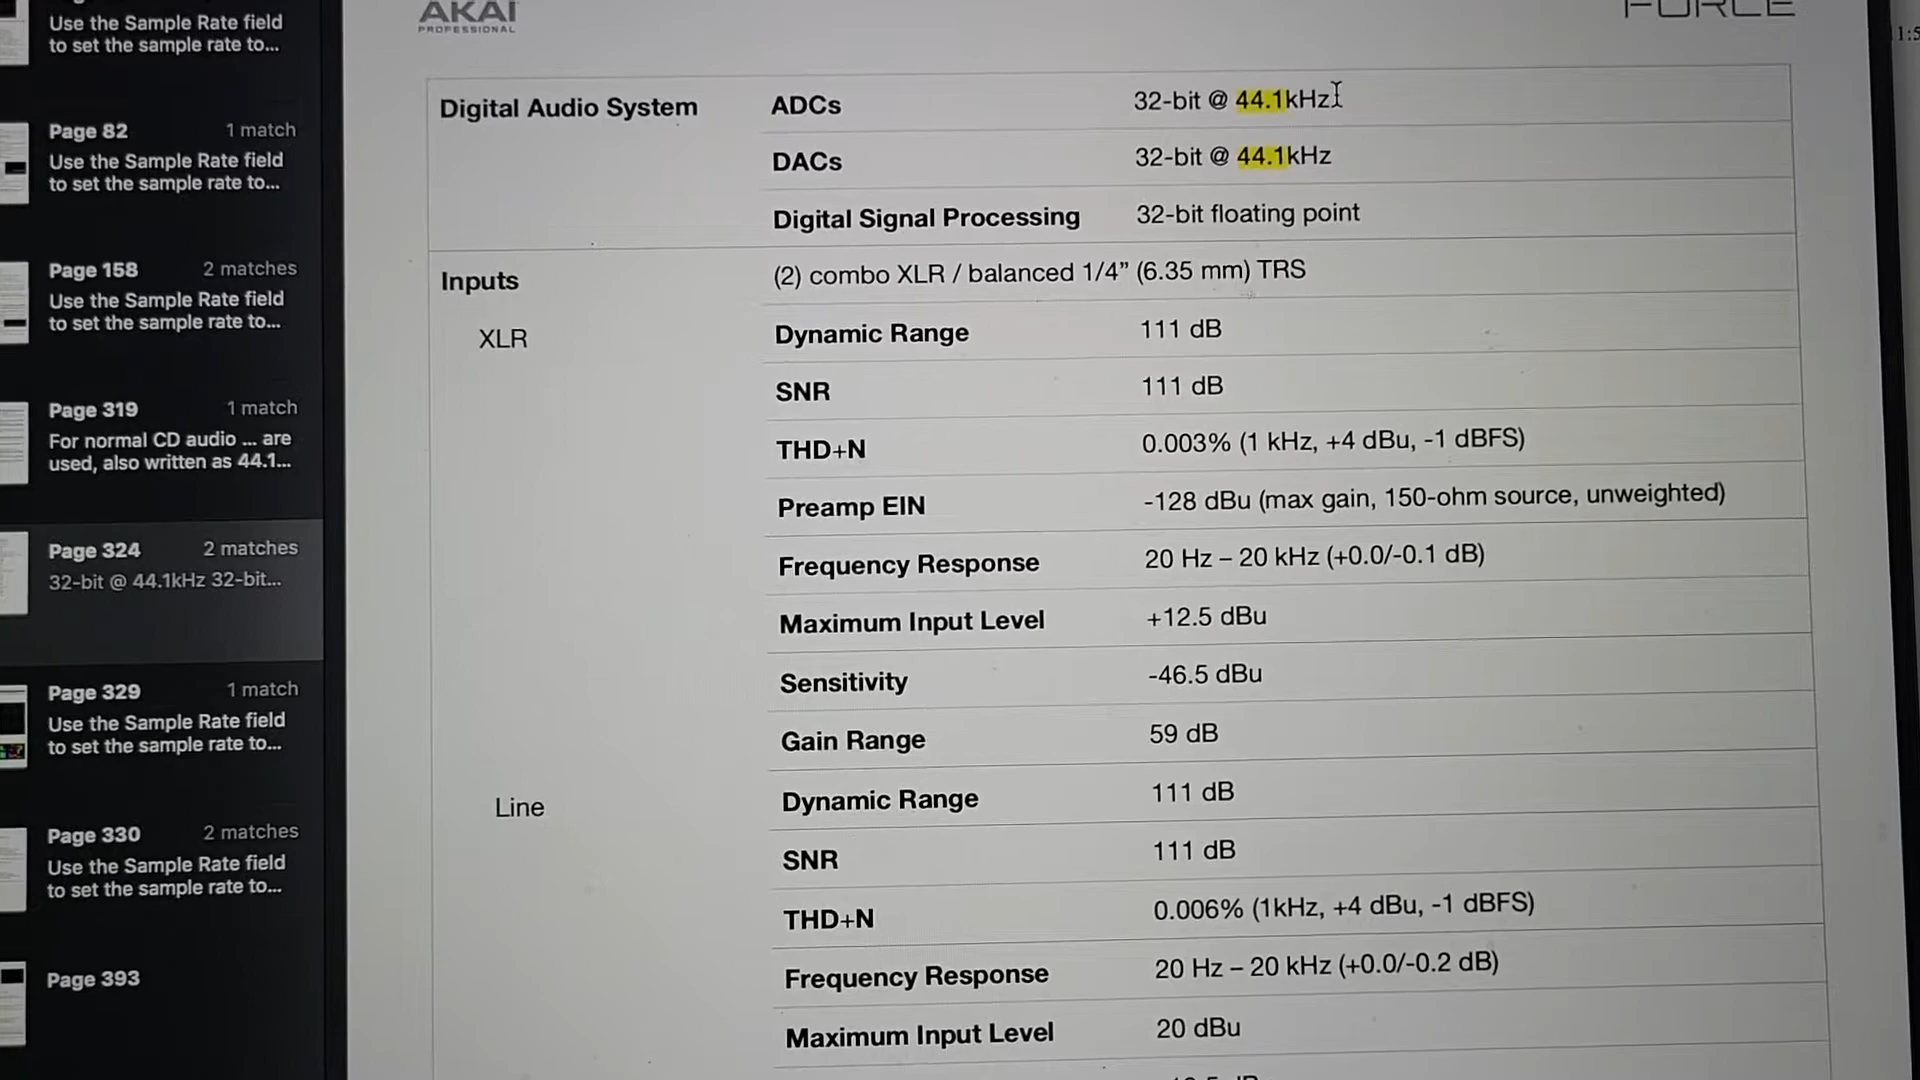 Use the Sample Rate field
to set the sample rate to...
Page 82 1 match
Use the Sample Rate field
to set the sample rate to...
Page 158 2 matches
Use the Sample Rate field
to set the sample rate to...
Page 319 1 match
For normal CD audio ... are
used, also written as 44.1...
Page 324 2 matches
32-bit @ 44.1kHz 32-bit...
Page 329 1 match
Use the Sample Rate field
to set the sample rate to...
Page 330 2 matches
Use the Sample Rate field
to set the sample rate to...
Page 393
AKAI
PROFESSIONAL
FORCE
Digital Audio System ADCs 32-bit @ 44.1kHz
DACs 32-bit @ 44.1kHz
Digital Signal Processing 32-bit floating point
Inputs (2) combo XLR / balanced 1/4” (6.35 mm) TRS
XLR Dynamic Range 111 dB
SNR 111 dB
THD+N 0.003% (1 kHz, +4 dBu, -1 dBFS)
Preamp EIN -128 dBu (max gain, 150-ohm source, unweighted)
Frequency Response 20 Hz – 20 kHz (+0.0/-0.1 dB)
Maximum Input Level +12.5 dBu
Sensitivity -46.5 dBu
Gain Range 59 dB
Line Dynamic Range 111 dB
SNR 111 dB
THD+N 0.006% (1kHz, +4 dBu, -1 dBFS)
Frequency Response 20 Hz – 20 kHz (+0.0/-0.2 dB)
Maximum Input Level 20 dBu